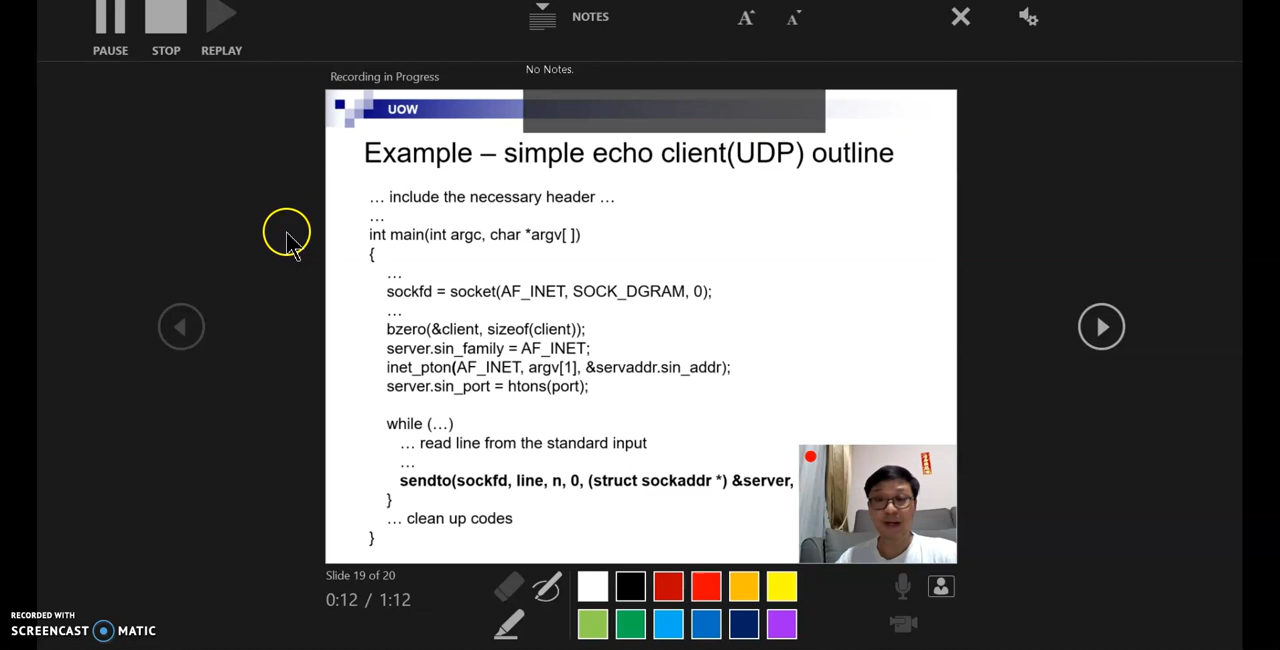 PAUSE
STOP
REPLAY
NOTES
A
A
No Notes.
Recording in Progress
UOW
Example – simple echo client(UDP) outline
… include the necessary header …
…
int main(int argc, char *argv[ ])
{
…
sockfd = socket(AF_INET, SOCK_DGRAM, 0);
…
bzero(&client, sizeof(client));
server.sin_family = AF_INET;
inet_pton(AF_INET, argv[1], &servaddr.sin_addr);
server.sin_port = htons(port);
while (…)
… read line from the standard input
…
sendto(sockfd, line, n, 0, (struct sockaddr *) &server,
}
… clean up codes
}
Slide 19 of 20
0:12 / 1:12
RECORDED WITH
SCREENCAST MATIC